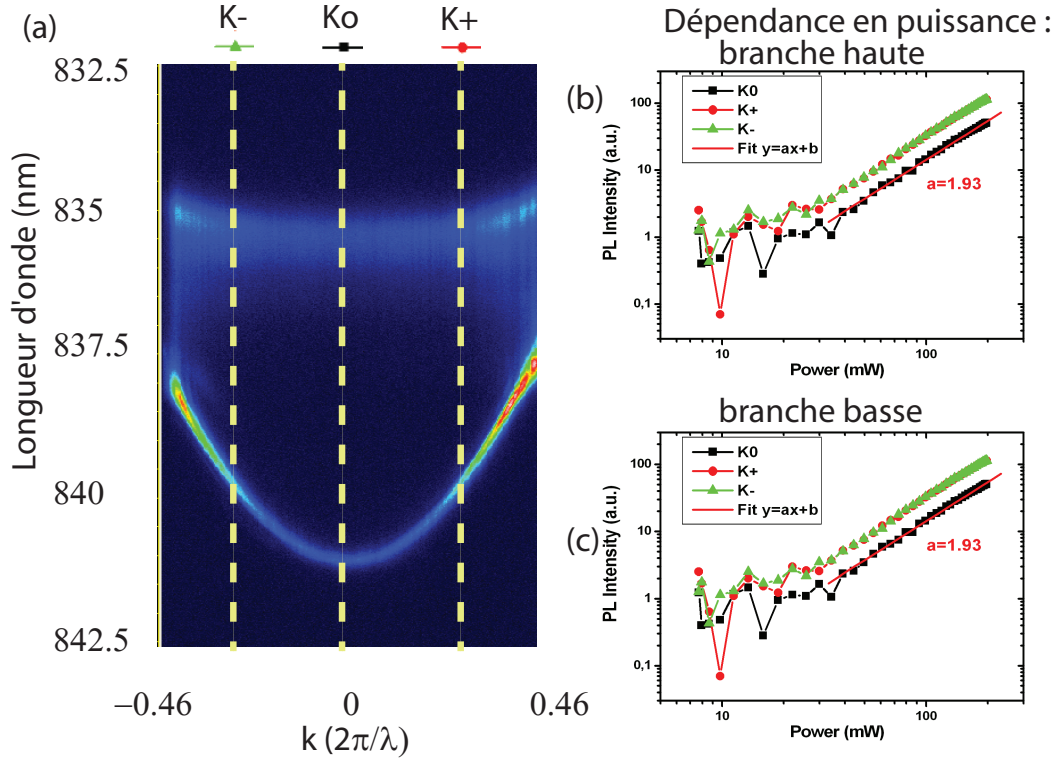 (a)
K-
Ko
K+
832.5
835
837.5
840
842.5
Longueur d'onde (nm)
−0.46
0
0.46
k (2π/λ)
Dépendance en puissance :
branche haute
(b)
K0
K+
K-
Fit y=ax+b
a=1.93
100
10
1
0,1
PL Intensity (a.u.)
10
100
Power (mW)
branche basse
(c)
K0
K+
K-
Fit y=ax+b
a=1.93
100
10
1
0,1
PL Intensity (a.u.)
10
100
Power (mW)